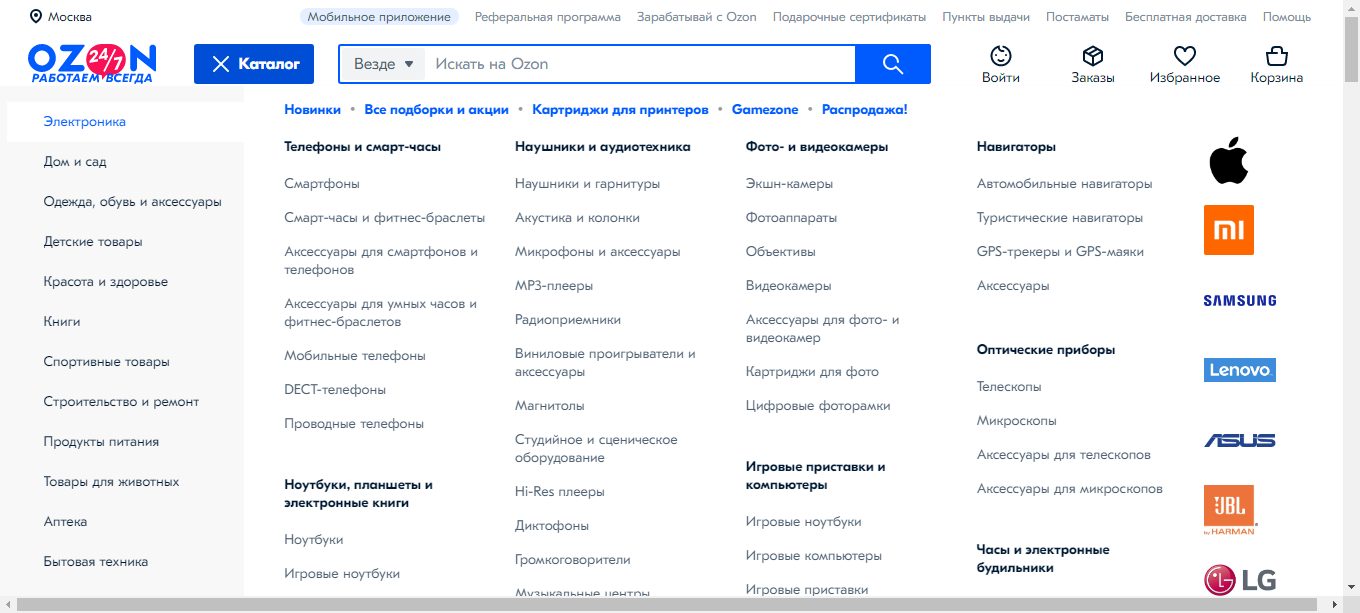 Москва
Мобильное приложение
Реферальная программа
Зарабатывай с Ozon
Подарочные сертификаты
Пункты выдачи
Постаматы
Бесплатная доставка
Помощь
OZON
24/7
РАБОТАЕМ ВСЕГДА
Каталог
Везде
Искать на Ozon
Войти
Заказы
Избранное
Корзина
Электроника
Дом и сад
Одежда, обувь и аксессуары
Детские товары
Красота и здоровье
Книги
Спортивные товары
Строительство и ремонт
Продукты питания
Товары для животных
Аптека
Бытовая техника
Новинки • Все подборки и акции • Картриджи для принтеров • Gamezone • Распродажа!
Телефоны и смарт-часы
Смартфоны
Смарт-часы и фитнес-браслеты
Аксессуары для смартфонов и
телефонов
Аксессуары для умных часов и
фитнес-браслетов
Мобильные телефоны
DECT-телефоны
Проводные телефоны
Ноутбуки, планшеты и
электронные книги
Ноутбуки
Игровые ноутбуки
Наушники и аудиотехника
Наушники и гарнитуры
Акустика и колонки
Микрофоны и аксессуары
MP3-плееры
Радиоприемники
Виниловые проигрыватели и
аксессуары
Магнитолы
Студийное и сценическое
оборудование
Hi-Res плееры
Диктофоны
Громкоговорители
Музыкальные центры
Фото- и видеокамеры
Экшн-камеры
Фотоаппараты
Объективы
Видеокамеры
Аксессуары для фото- и
видеокамер
Картриджи для фото
Цифровые фоторамки
Игровые приставки и
компьютеры
Игровые ноутбуки
Игровые компьютеры
Игровые приставки
Навигаторы
Автомобильные навигаторы
Туристические навигаторы
GPS-трекеры и GPS-маяки
Аксессуары
Оптические приборы
Телескопы
Микроскопы
Аксессуары для телескопов
Аксессуары для микроскопов
Часы и электронные
будильники
mi
SAMSUNG
Lenovo
ASUS
JBL
by HARMAN
LG